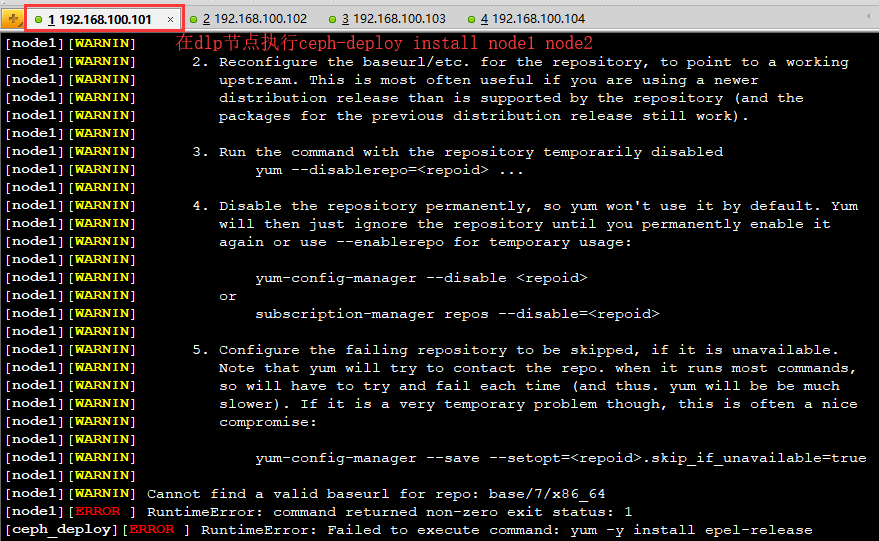 1 192.168.100.101 × 2 192.168.100.102 3 192.168.100.103 4 192.168.100.104
[node1][WARNIN] 在dlp节点执行ceph-deploy install node1 node2
[node1][WARNIN] 2. Reconfigure the baseurl/etc. for the repository, to point to a working
[node1][WARNIN] upstream. This is most often useful if you are using a newer
[node1][WARNIN] distribution release than is supported by the repository (and the
[node1][WARNIN] packages for the previous distribution release still work).
[node1][WARNIN]
[node1][WARNIN] 3. Run the command with the repository temporarily disabled
[node1][WARNIN] yum --disablerepo=<repoid> ...
[node1][WARNIN]
[node1][WARNIN] 4. Disable the repository permanently, so yum won't use it by default. Yum
[node1][WARNIN] will then just ignore the repository until you permanently enable it
[node1][WARNIN] again or use --enablerepo for temporary usage:
[node1][WARNIN]
[node1][WARNIN] yum-config-manager --disable <repoid>
[node1][WARNIN] or
[node1][WARNIN] subscription-manager repos --disable=<repoid>
[node1][WARNIN]
[node1][WARNIN] 5. Configure the failing repository to be skipped, if it is unavailable.
[node1][WARNIN] Note that yum will try to contact the repo. when it runs most commands,
[node1][WARNIN] so will have to try and fail each time (and thus. yum will be be much
[node1][WARNIN] slower). If it is a very temporary problem though, this is often a nice
[node1][WARNIN] compromise:
[node1][WARNIN]
[node1][WARNIN] yum-config-manager --save --setopt=<repoid>.skip_if_unavailable=true
[node1][WARNIN]
[node1][WARNIN] Cannot find a valid baseurl for repo: base/7/x86_64
[node1][ERROR ] RuntimeError: command returned non-zero exit status: 1
[ceph_deploy][ERROR ] RuntimeError: Failed to execute command: yum -y install epel-release